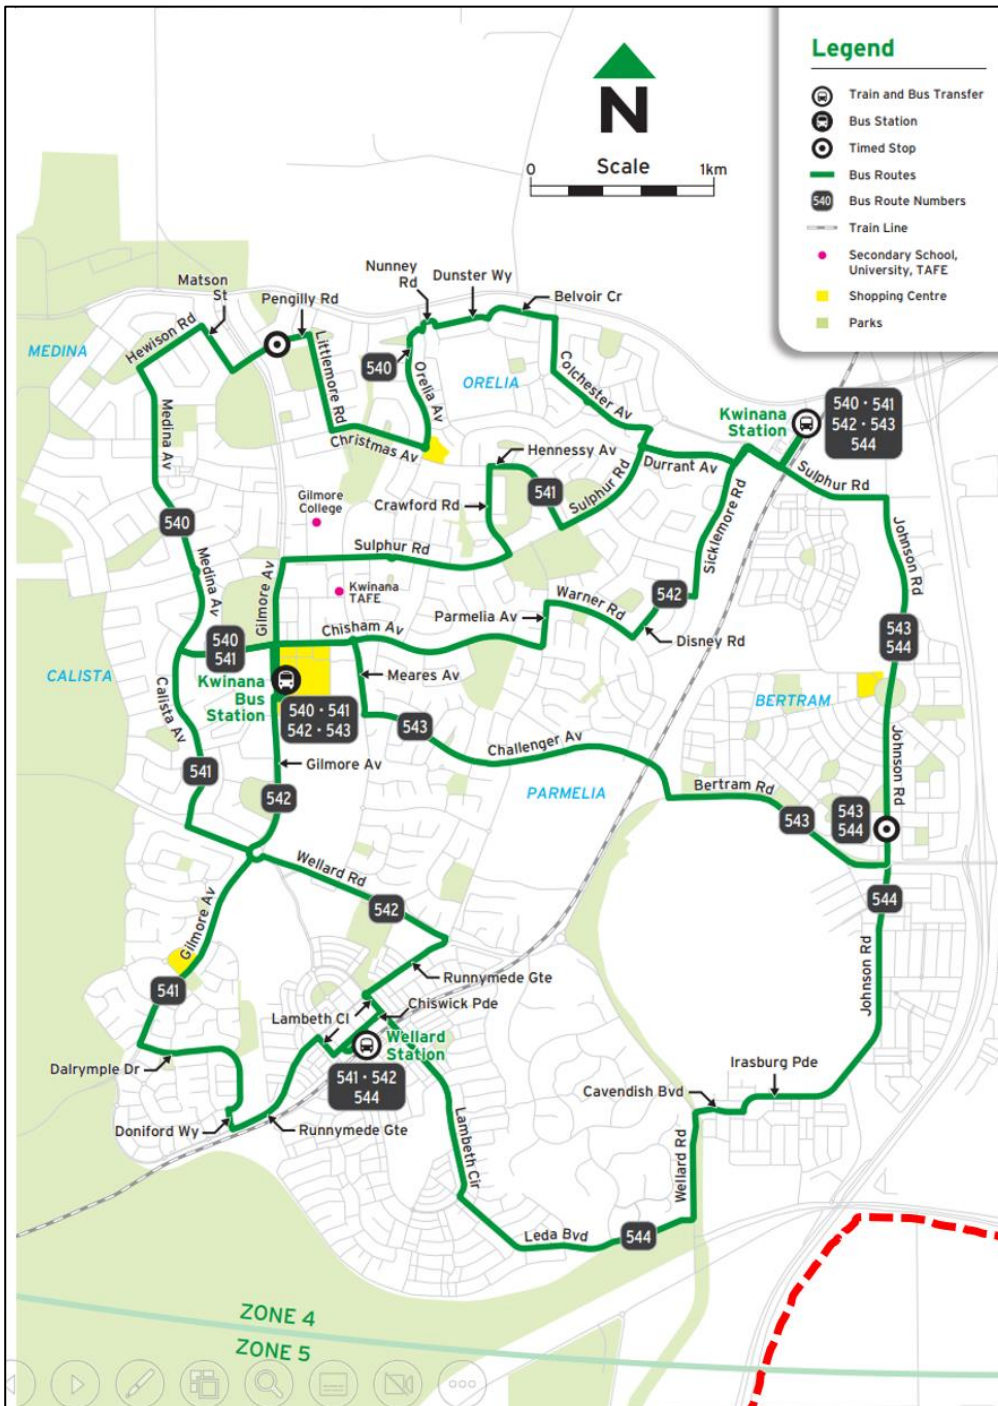 Legend
Train and Bus Transfer
Bus Station
Timed Stop
Bus Routes
540
Bus Route Numbers
Train Line
Secondary School,
University, TAFE
Shopping Centre
Parks
N
Scale
0
1km
Matson
St
Pengilly Rd
Nunney
Rd
Dunster Wy
Belvoir Cr
Hewison Rd
MEDINA
Littlemore Rd
540
Orelia Av
ORELIA
Colchester Av
Kwinana
Station
540 · 541
542 · 543
544
Medina Av
Christmas Av
Hennessy Av
Durrant Av
Sulphur Rd
541
Sulphur Rd
Gilmore
College
Crawford Rd
Sicklemore Rd
540
Sulphur Rd
Johnson Rd
Medina Av
Gilmore Av
Kwinana
TAFE
Warner Rd
542
Parmelia Av
Disney Rd
540
541
Chisham Av
543
544
CALISTA
Kwinana
Bus
Station
Meares Av
BERTRAM
Calista Av
540 · 541
542 · 543
543
Challenger Av
Johnson Rd
541
Gilmore Av
PARMELIA
Bertram Rd
542
543
543
544
Wellard Rd
542
544
Gilmore Av
Johnson Rd
541
Runnymede Gte
Lambeth Cl
Chiswick Pde
Wellard
Station
Dalrymple Dr
541 · 542
544
Irasburg Pde
Cavendish Bvd
Doniford Wy
Runnymede Gte
Lambeth Cir
Wellard Rd
Leda Bvd
544
ZONE 4
ZONE 5